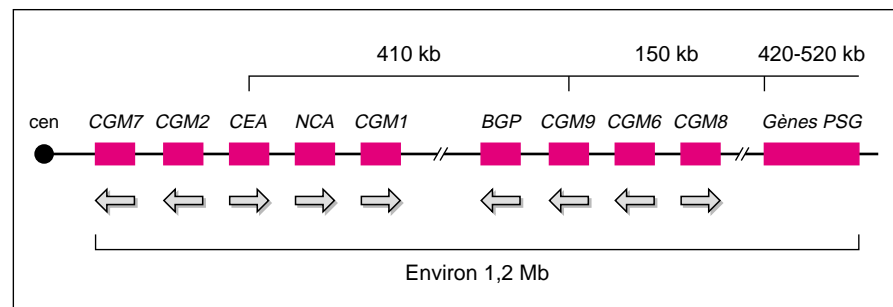 410 kb 150 kb 420-520 kb
cen CGM7 CGM2 CEA NCA CGM1 BGP CGM9 CGM6 CGM8 Gènes PSG
Environ 1,2 Mb